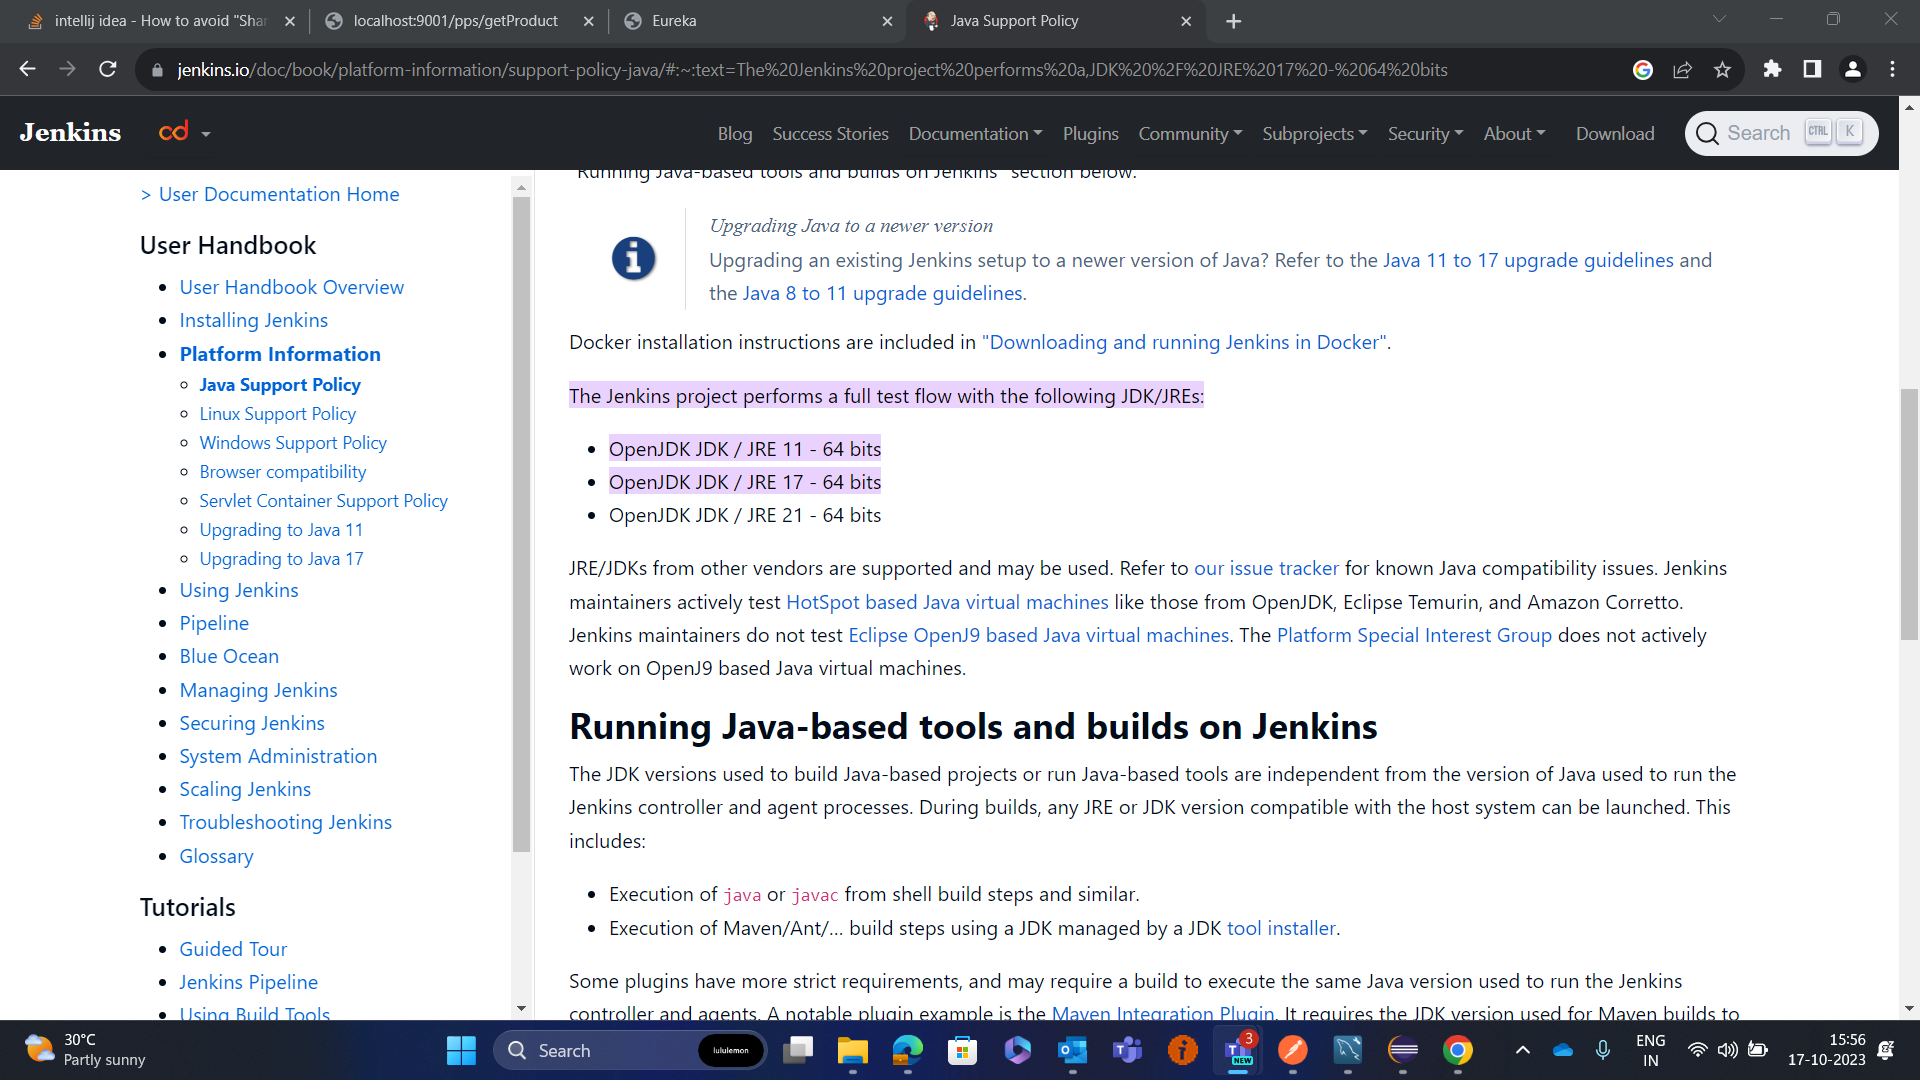 intellij idea - How to avoid "Shar
localhost:9001/pps/getProduct
Eureka
Java Support Policy
jenkins.io/doc/book/platform-information/support-policy-java/#:~:text=The%20Jenkins%20project%20performs%20a,JDK%20%2F%20JRE%2017%20-%2064%20bits
Jenkins
cd
Blog
Success Stories
Documentation
Plugins
Community
Subprojects
Security
About
Download
Search
CTRL
K
> User Documentation Home
User Handbook
User Handbook Overview
Installing Jenkins
Platform Information
Java Support Policy
Linux Support Policy
Windows Support Policy
Browser compatibility
Servlet Container Support Policy
Upgrading to Java 11
Upgrading to Java 17
Using Jenkins
Pipeline
Blue Ocean
Managing Jenkins
Securing Jenkins
System Administration
Scaling Jenkins
Troubleshooting Jenkins
Glossary
Tutorials
Guided Tour
Jenkins Pipeline
Using Build Tools
"Running Java-based tools and builds on Jenkins" section below.
Upgrading Java to a newer version
Upgrading an existing Jenkins setup to a newer version of Java? Refer to the Java 11 to 17 upgrade guidelines and
the Java 8 to 11 upgrade guidelines.
Docker installation instructions are included in "Downloading and running Jenkins in Docker".
The Jenkins project performs a full test flow with the following JDK/JREs:
OpenJDK JDK / JRE 11 - 64 bits
OpenJDK JDK / JRE 17 - 64 bits
OpenJDK JDK / JRE 21 - 64 bits
JRE/JDKs from other vendors are supported and may be used. Refer to our issue tracker for known Java compatibility issues. Jenkins
maintainers actively test HotSpot based Java virtual machines like those from OpenJDK, Eclipse Temurin, and Amazon Corretto.
Jenkins maintainers do not test Eclipse OpenJ9 based Java virtual machines. The Platform Special Interest Group does not actively
work on OpenJ9 based Java virtual machines.
Running Java-based tools and builds on Jenkins
The JDK versions used to build Java-based projects or run Java-based tools are independent from the version of Java used to run the
Jenkins controller and agent processes. During builds, any JRE or JDK version compatible with the host system can be launched. This
includes:
Execution of java or javac from shell build steps and similar.
Execution of Maven/Ant/... build steps using a JDK managed by a JDK tool installer.
Some plugins have more strict requirements, and may require a build to execute the same Java version used to run the Jenkins
controller and agents. A notable plugin example is the Maven Integration Plugin. It requires the JDK version used for Maven builds to
30°C
Partly sunny
Search
lululemon
3
NEW
ENG
IN
15:56
17-10-2023